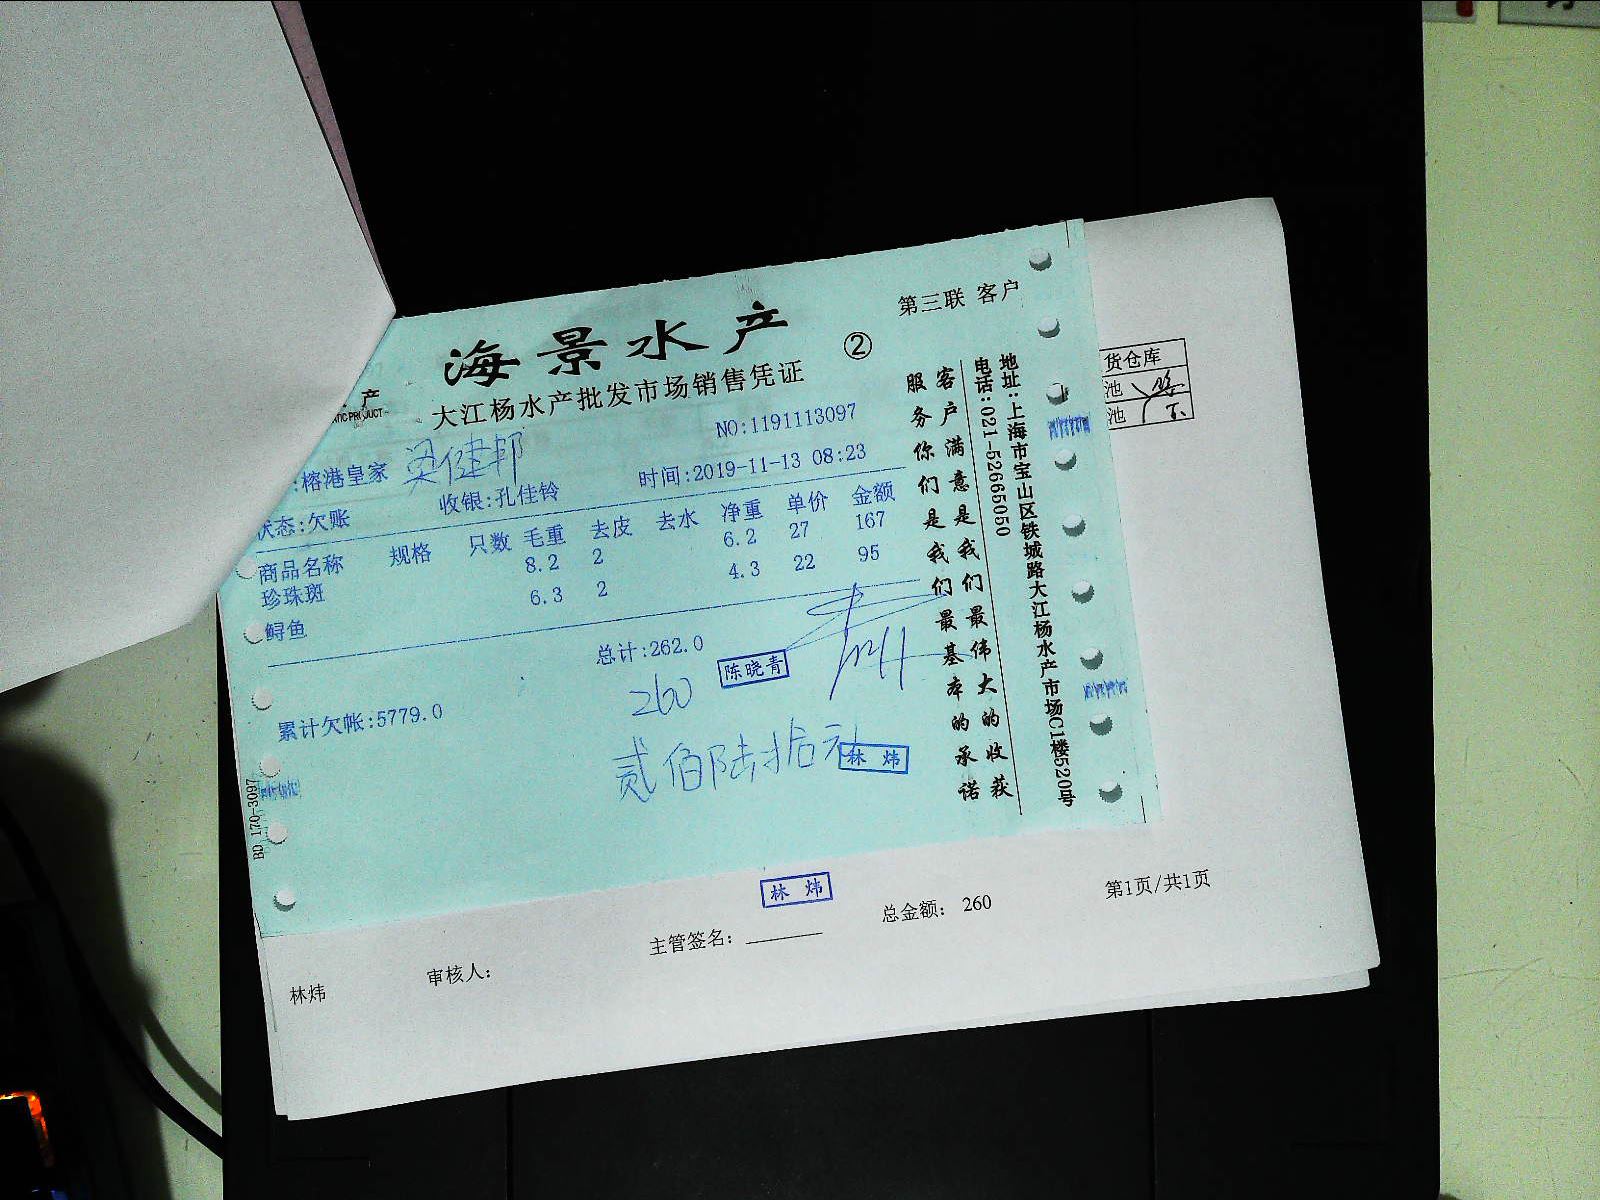 海景水产
第三联 客户
②
产
TIC PRODUCT
大江杨水产批发市场销售凭证
NO:1191113097
:榕港皇家 梁健邦
收银:孔佳铃
时间:2019-11-13 08:23
状态:欠账
商品名称 规格 只数 毛重 去皮 去水 净重 单价 金额
珍珠斑 8.2 2 6.2 27 167
鲟鱼 6.3 2 4.3 22 95
总计:262.0
陈晓青
260
累计欠帐:5779.0
贰佰陆拾元
林 炜
BD 170-3097
客户满意是我们最伟大的收获
服务你们是我们最基本的承诺
地址:上海市宝山区铁城路大江杨水产市场C1楼520号
电话:021-52665050
货仓库
池
池
林 炜
总金额: 260
第1页/共1页
主管签名:
审核人:
林炜